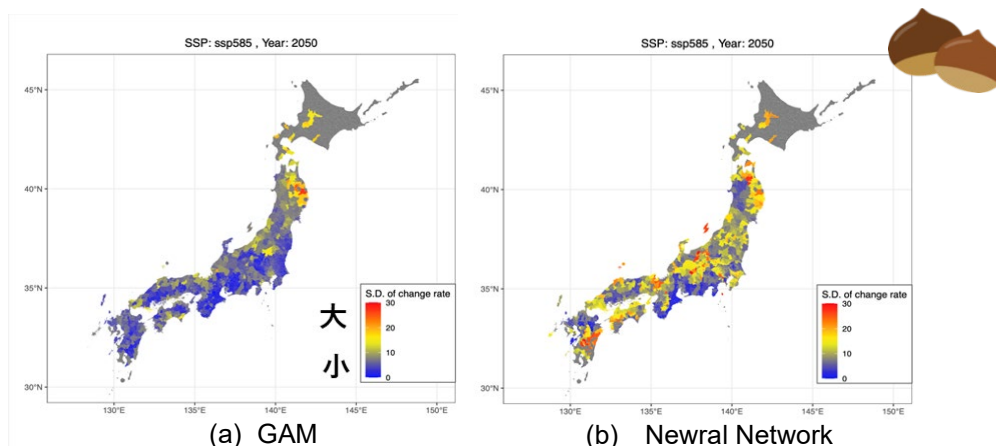 SSP: ssp585 , Year: 2050
45°N
40°N
35°N
30°N
130°E
135°E
140°E
145°E
150°E
S.D. of change rate
30
20
10
0
大
小
(a) GAM
SSP: ssp585 , Year: 2050
45°N
40°N
35°N
30°N
130°E
135°E
140°E
145°E
150°E
S.D. of change rate
30
20
10
0
(b) Newral Network